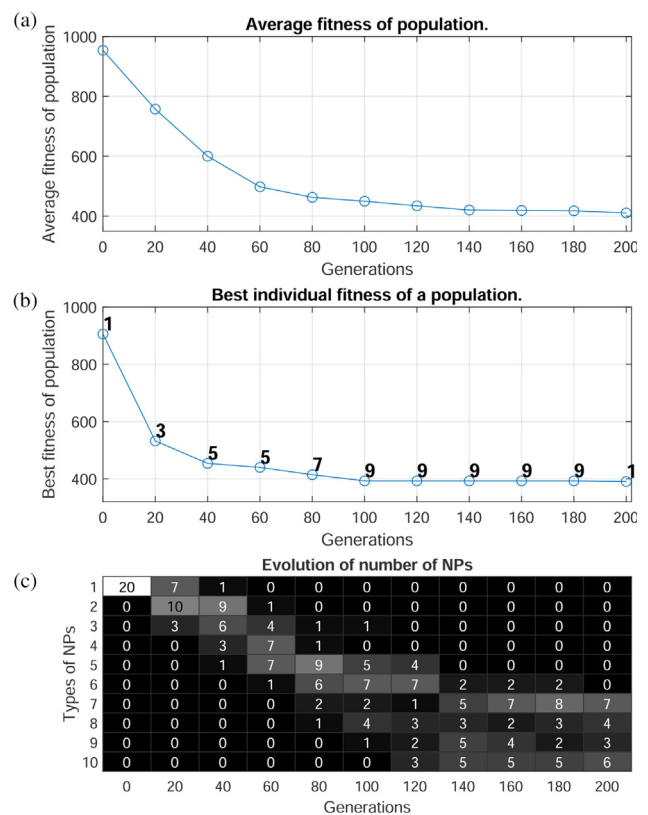 (a)
Average fitness of population.
Average fitness of population
1000
800
600
400
0 20 40 60 80 100 120 140 160 180 200
Generations
(b)
Best individual fitness of a population.
Best fitness of population
1000
800
600
400
1 3 5 5 7 9 9 9 9 9 1
0 20 40 60 80 100 120 140 160 180 200
Generations
(c)
Evolution of number of NPs
Types of NPs
1 20 7 1 0 0 0 0 0 0 0 0
2 0 10 9 1 0 0 0 0 0 0 0
3 0 3 6 4 1 1 0 0 0 0 0
4 0 0 3 7 1 0 0 0 0 0 0
5 0 0 1 7 9 5 4 0 0 0 0
6 0 0 0 1 6 7 7 2 2 2 0
7 0 0 0 0 2 2 1 5 7 8 7
8 0 0 0 0 1 4 3 3 2 3 4
9 0 0 0 0 0 1 2 5 4 2 3
10 0 0 0 0 0 0 3 5 5 5 6
0 20 40 60 80 100 120 140 160 180 200
Generations